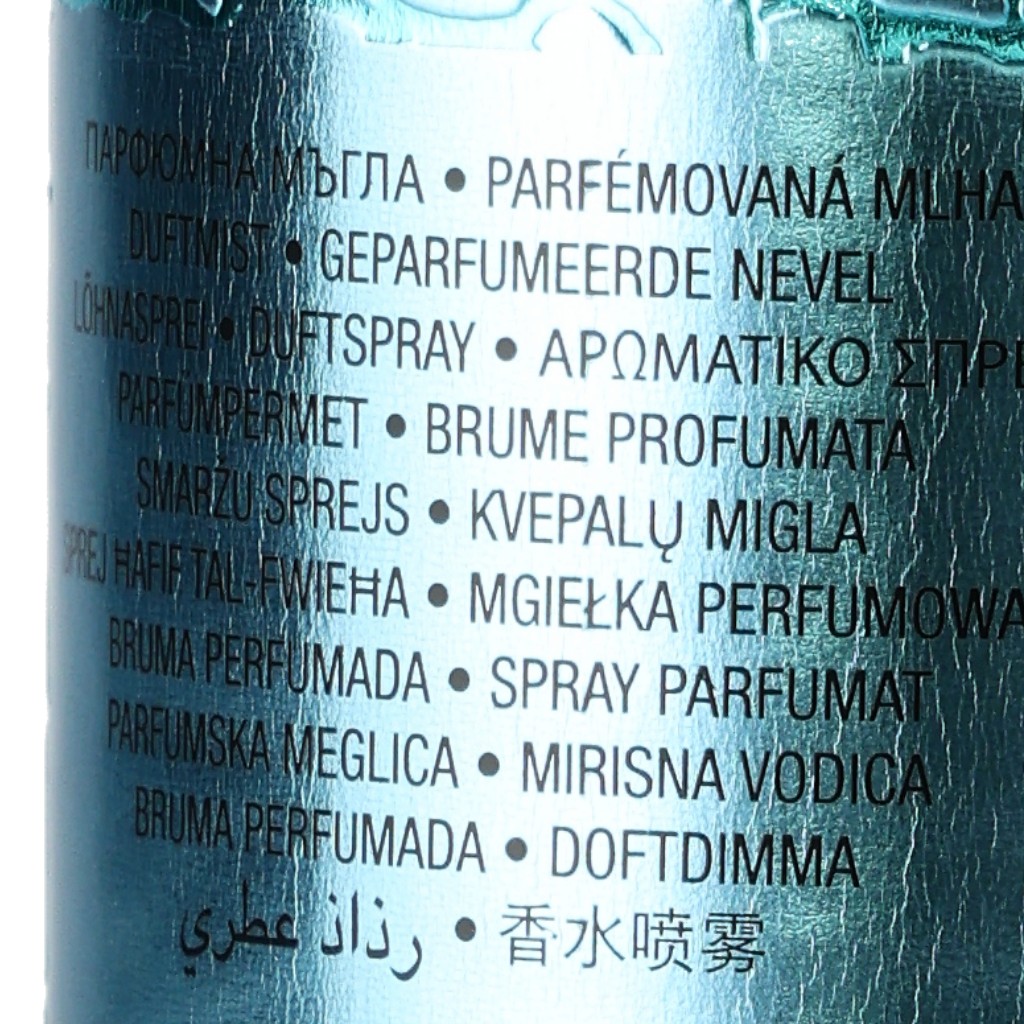 ПАРФЮМНА МЪГЛА • PARFÉMOVANÁ MLHA
DUFTMIST • GEPARFUMEERDE NEVEL
LÕHNASPREI • DUFTSPRAY • ΑΡΩΜΑΤΙΚΟ ΣΠΡΕ
PARFÜMPERMET • BRUME PROFUMATA
SMARŽU SPREJS • KVEPALŲ MIGLA
SPREJ ĦAFIF TAL-FWIEĦA • MGIEŁKA PERFUMOWA
BRUMA PERFUMADA • SPRAY PARFUMAT
PARFUMSKA MEGLICA • MIRISNA VODICA
BRUMA PERFUMADA • DOFTDIMMA
رذاذ عطري • 香水喷雾